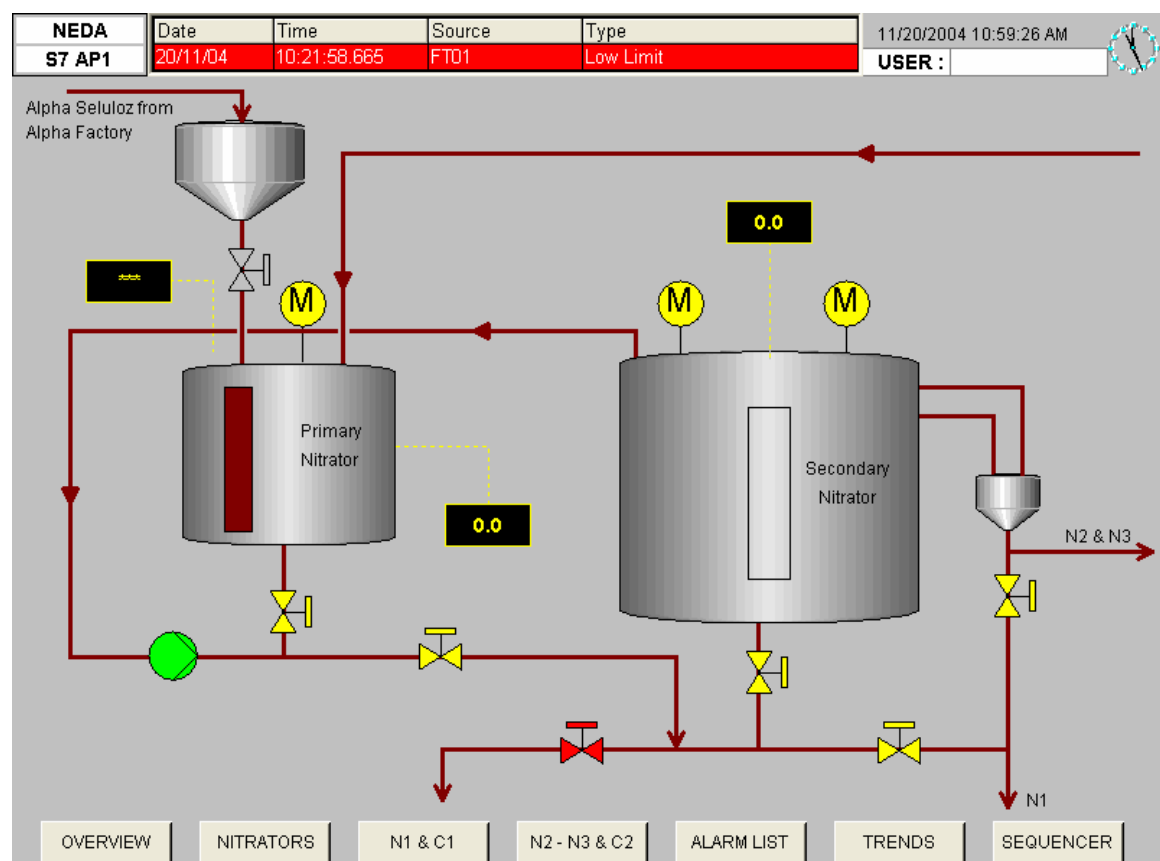 NEDA
S7 AP1
Date Time Source Type
20/11/04 10:21:58.665 FT01 Low Limit
11/20/2004 10:59:26 AM
USER :
Alpha Seluloz from
Alpha Factory
0.0
***
M
M
M
Primary
Nitrator
Secondary
Nitrator
0.0
N2 & N3
N1
OVERVIEW
NITRATORS
N1 & C1
N2 - N3 & C2
ALARM LIST
TRENDS
SEQUENCER